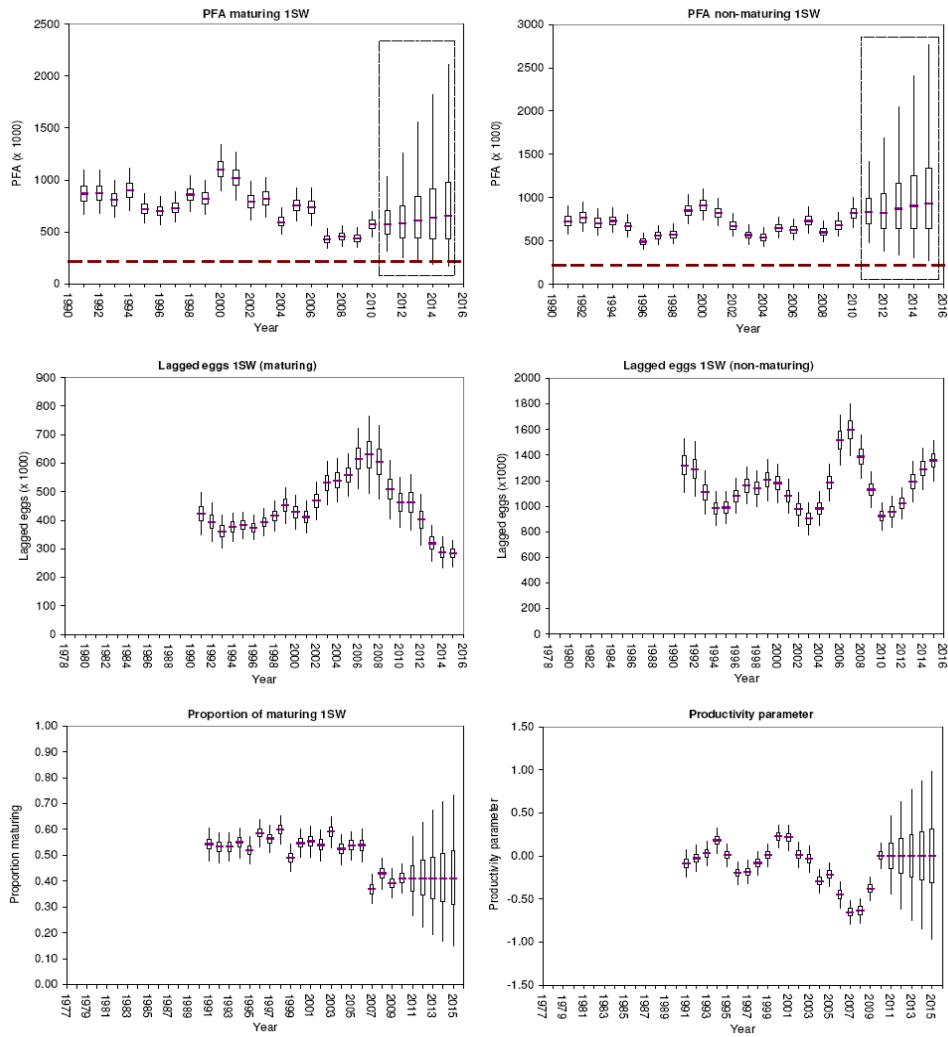 PFA maturing 1SW
2500
2000
1500
1000
500
0
PFA (x 1000)
1990 1992 1994 1996 1998 2000 2002 2004 2006 2008 2010 2012 2014 2016
Year
PFA non-maturing 1SW
3000
2500
2000
1500
1000
500
0
PFA (x 1000)
1990 1992 1994 1996 1998 2000 2002 2004 2006 2008 2010 2012 2014 2016
Year
Lagged eggs 1SW (maturing)
900
800
700
600
500
400
300
200
100
0
Lagged eggs (x 1000)
1978 1980 1982 1984 1986 1988 1990 1992 1994 1996 1998 2000 2002 2004 2006 2008 2010 2012 2014 2016
Year
Lagged eggs 1SW (non-maturing)
2000
1800
1600
1400
1200
1000
800
600
400
200
0
Lagged eggs (x1000)
1978 1980 1982 1984 1986 1988 1990 1992 1994 1996 1998 2000 2002 2004 2006 2008 2010 2012 2014 2016
Year
Proportion of maturing 1SW
1.00
0.90
0.80
0.70
0.60
0.50
0.40
0.30
0.20
0.10
0.00
Proportion maturing
1977 1979 1981 1983 1985 1987 1989 1991 1993 1995 1997 1999 2001 2003 2005 2007 2009 2011 2013 2015
Year
Productivity parameter
1.50
1.00
0.50
0.00
-0.50
-1.00
-1.50
Productivity parameter
1977 1979 1981 1983 1985 1987 1989 1991 1993 1995 1997 1999 2001 2003 2005 2007 2009 2011 2013 2015
Year